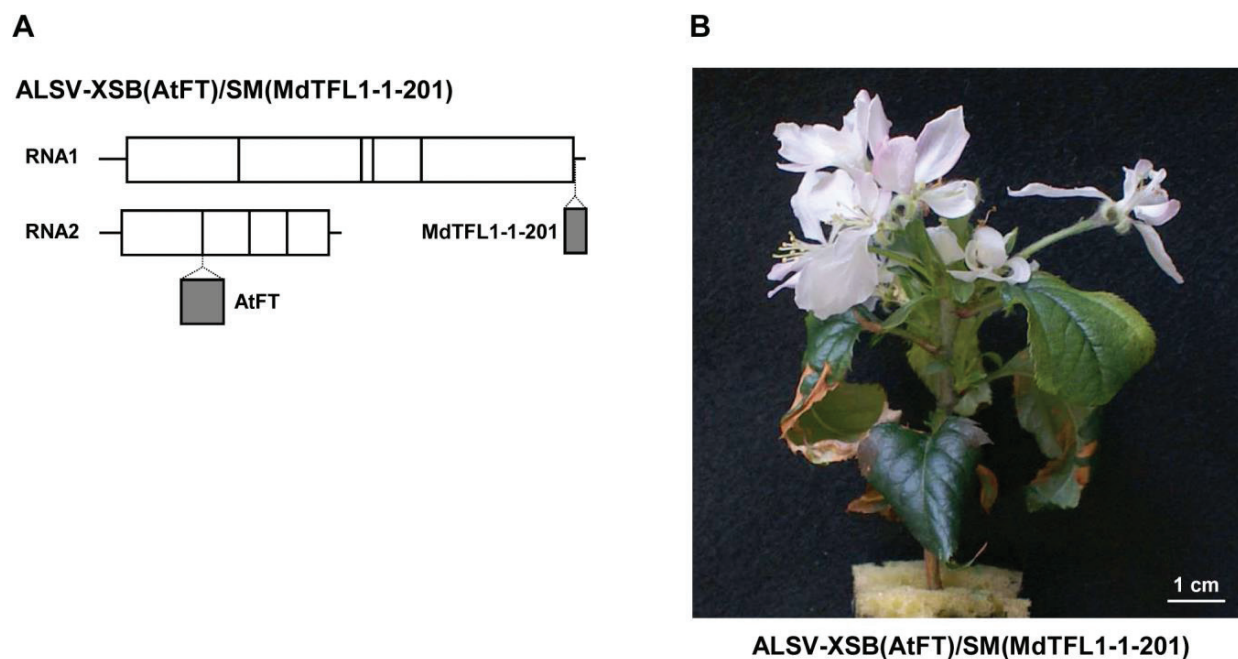 A
ALSV-XSB(AtFT)/SM(MdTFL1-1-201)
RNA1
RNA2
MdTFL1-1-201
AtFT
B
1 cm
ALSV-XSB(AtFT)/SM(MdTFL1-1-201)